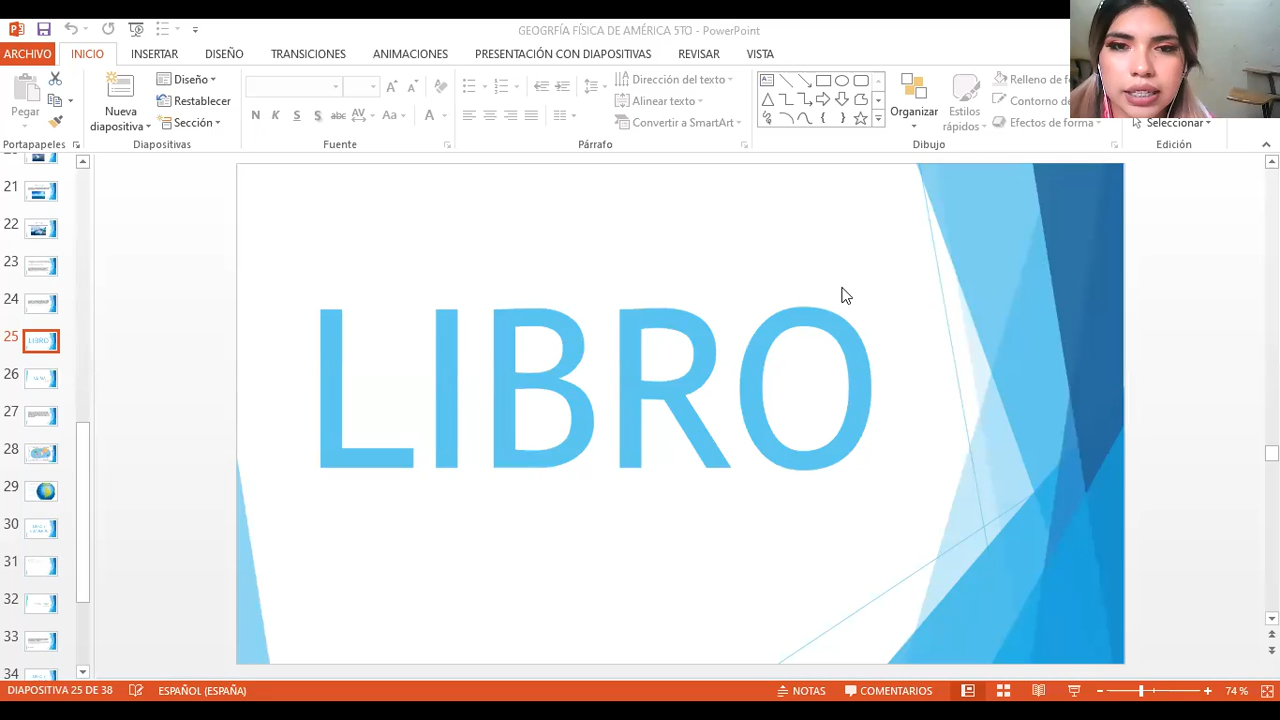 GEOGRFÍA FÍSICA DE AMÉRICA 5TO - PowerPoint
ARCHIVO INICIO INSERTAR DISEÑO TRANSICIONES ANIMACIONES PRESENTACIÓN CON DIAPOSITIVAS REVISAR VISTA
Pegar
Nueva diapositiva
Diseño
Restablecer
Sección
N K S S abc AV Aa A
Dirección del texto
Alinear texto
Convertir a SmartArt
Organizar
Estilos rápidos
Relleno de
Contorno de
Efectos de forma
Seleccionar
Portapapeles Diapositivas Fuente Párrafo Dibujo Edición
21
22
23
24
25
26
27
28
29
30
31
32
33
34
LIBRO
DIAPOSITIVA 25 DE 38 ESPAÑOL (ESPAÑA) NOTAS COMENTARIOS 74 %